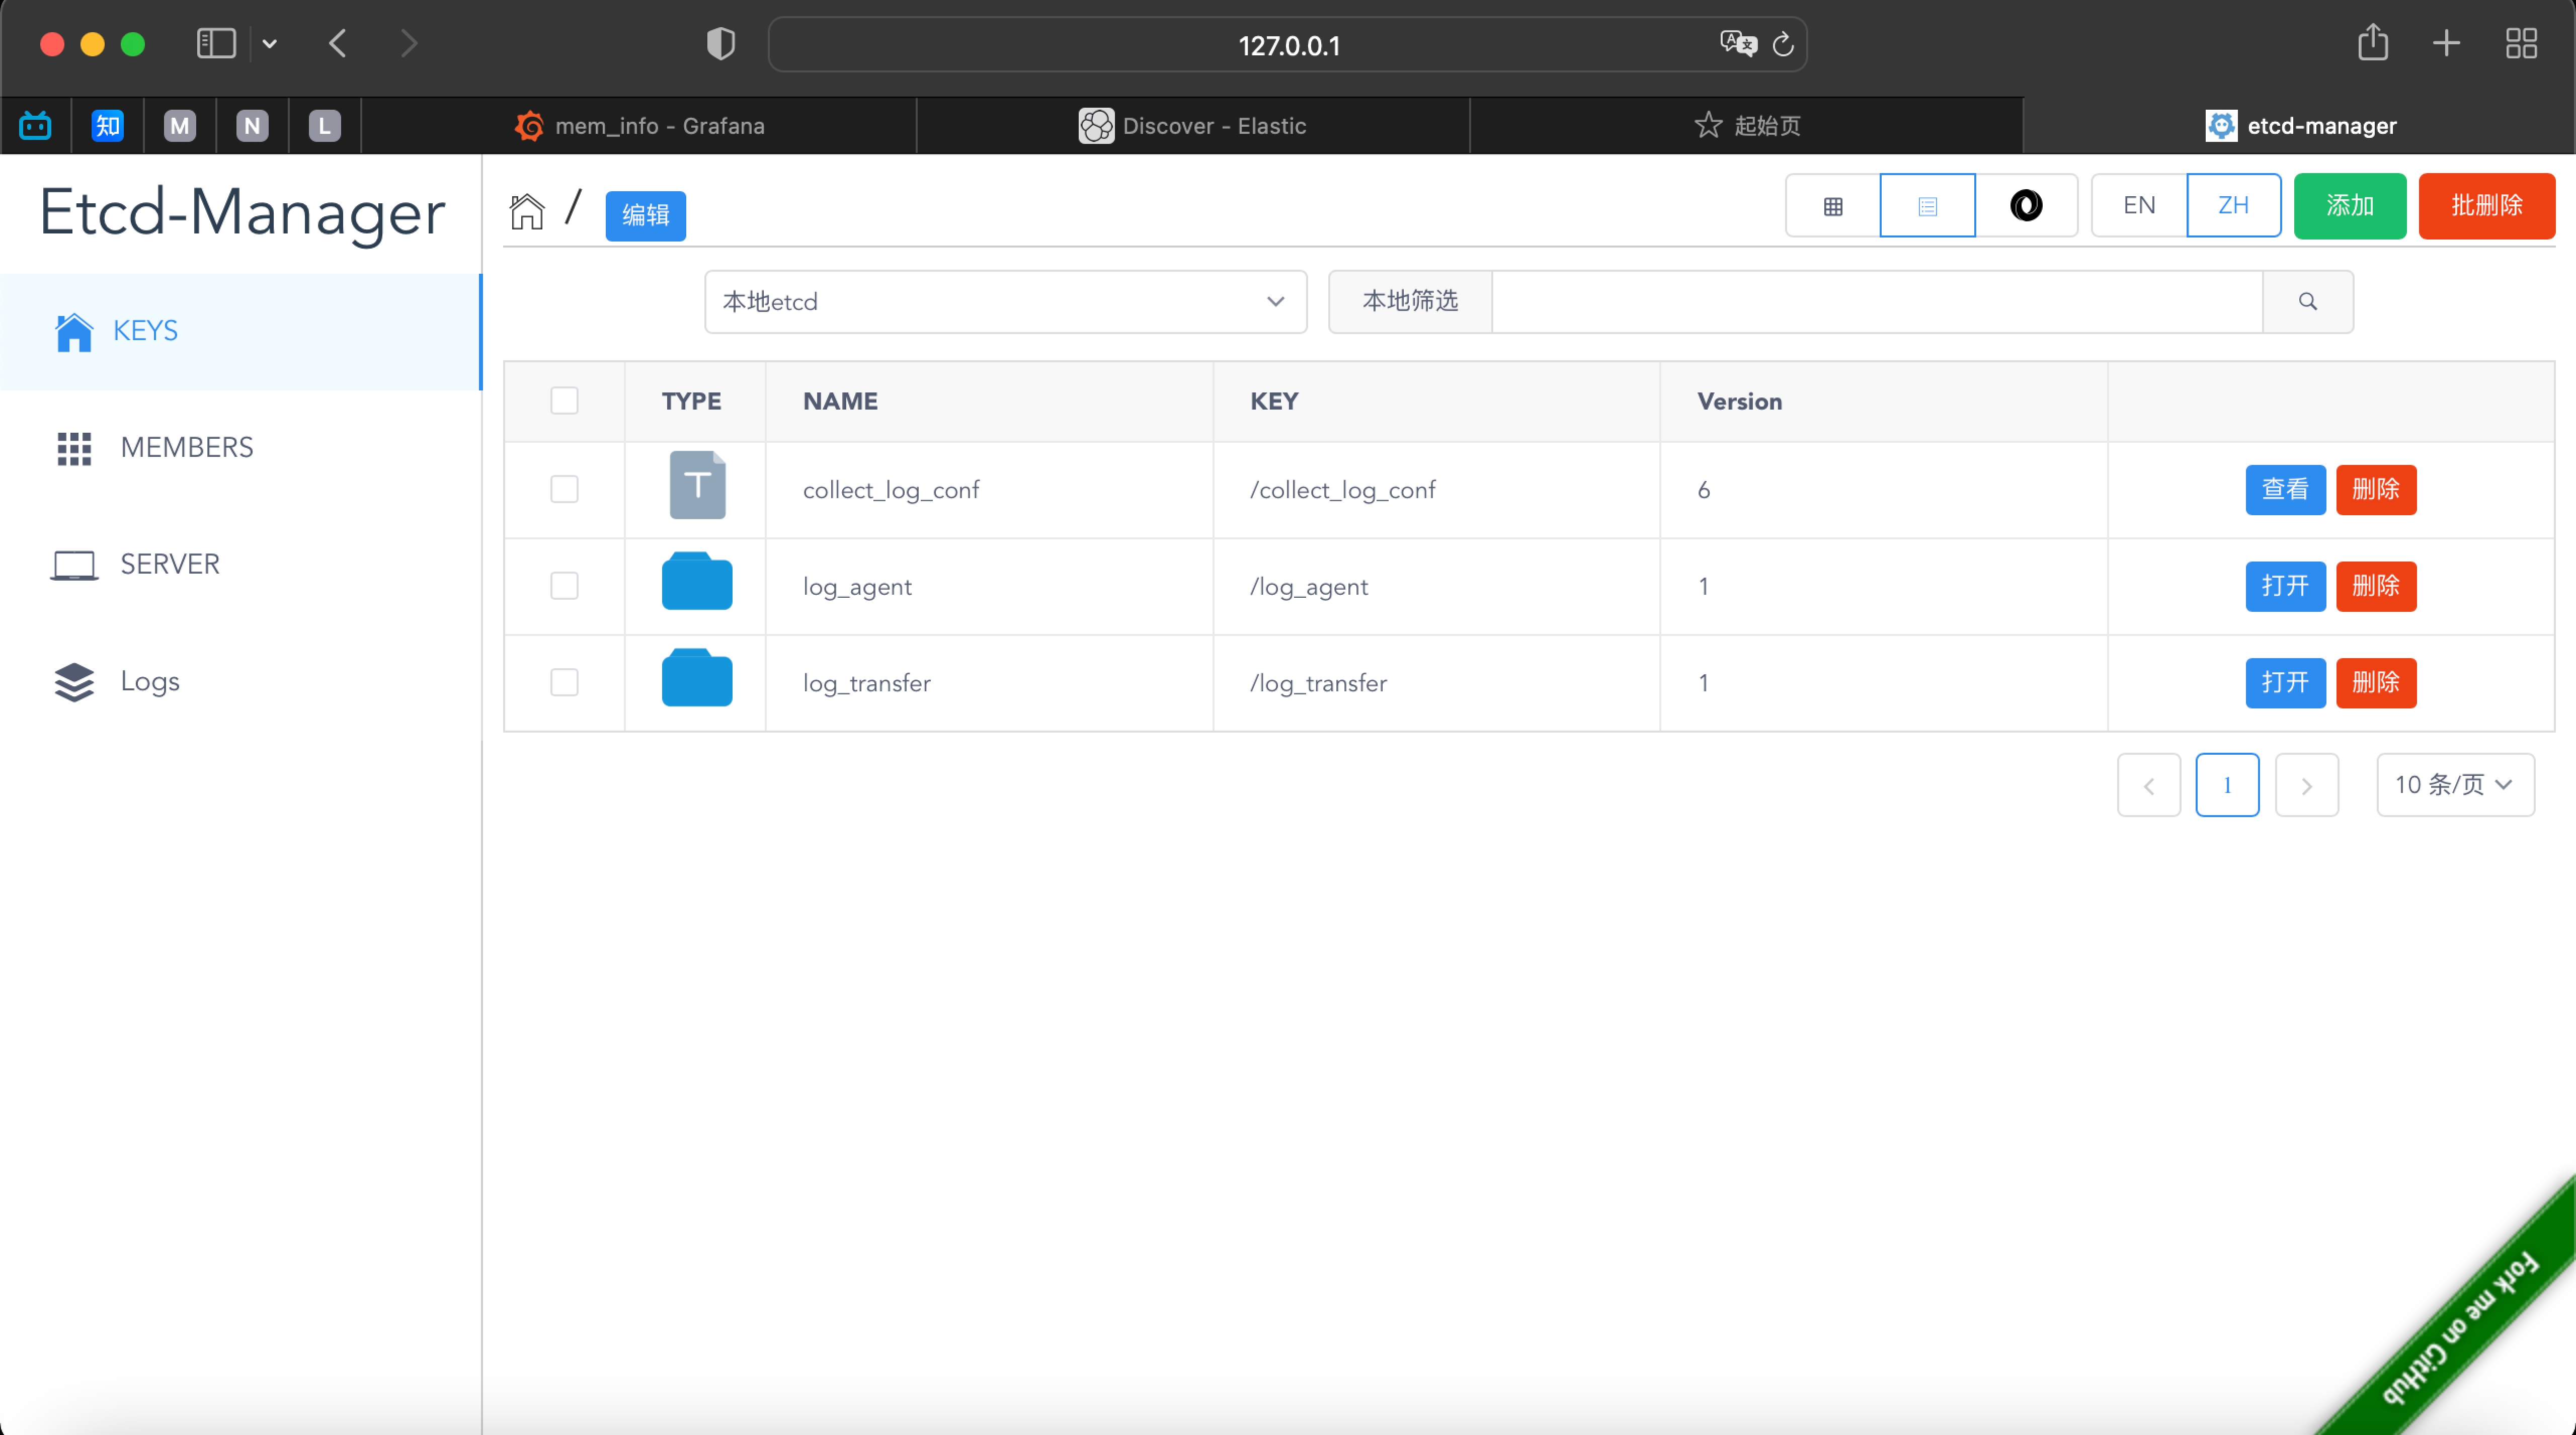 127.0.0.1
知 M N L mem_info - Grafana Discover - Elastic 起始页 etcd-manager
Etcd-Manager
/ 编辑 EN ZH 添加 批删除
KEYS
MEMBERS
SERVER
Logs
本地etcd 本地筛选
TYPE NAME KEY Version
T collect_log_conf /collect_log_conf 6 查看 删除
log_agent /log_agent 1 打开 删除
log_transfer /log_transfer 1 打开 删除
1 10 条/页
Fork me on GitHub